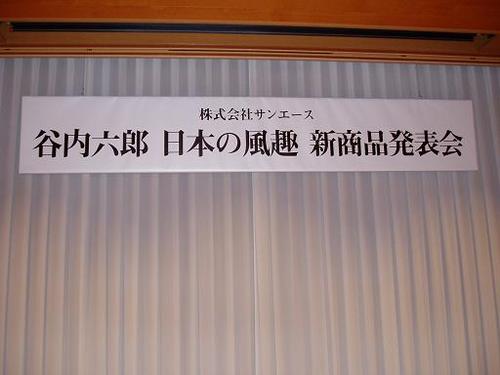 株式会社サンエース
谷内六郎 日本の風趣 新商品発表会